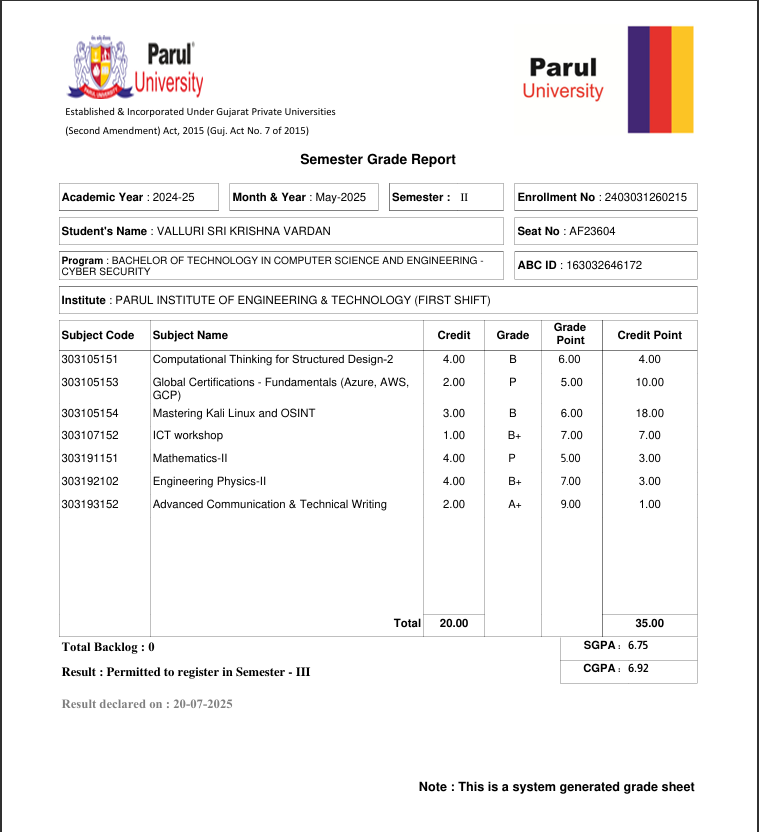 Parul
University
Parul
University
Established & Incorporated Under Gujarat Private Universities
(Second Amendment) Act, 2015 (Guj. Act No. 7 of 2015)
Semester Grade Report
Academic Year : 2024-25 Month & Year : May-2025 Semester : II Enrollment No : 2403031260215
Student's Name : VALLURI SRI KRISHNA VARDAN Seat No : AF23604
Program : BACHELOR OF TECHNOLOGY IN COMPUTER SCIENCE AND ENGINEERING -
CYBER SECURITY
ABC ID : 163032646172
Institute : PARUL INSTITUTE OF ENGINEERING & TECHNOLOGY (FIRST SHIFT)
Subject Code Subject Name Credit Grade Grade Point Credit Point
303105151 Computational Thinking for Structured Design-2 4.00 B 6.00 4.00
303105153 Global Certifications - Fundamentals (Azure, AWS, 2.00 P 5.00 10.00
GCP)
303105154 Mastering Kali Linux and OSINT 3.00 B 6.00 18.00
303107152 ICT workshop 1.00 B+ 7.00 7.00
303191151 Mathematics-II 4.00 P 5.00 3.00
303192102 Engineering Physics-II 4.00 B+ 7.00 3.00
303193152 Advanced Communication & Technical Writing 2.00 A+ 9.00 1.00
Total 20.00 35.00
Total Backlog : 0 SGPA : 6.75
Result : Permitted to register in Semester - III CGPA : 6.92
Result declared on : 20-07-2025
Note : This is a system generated grade sheet